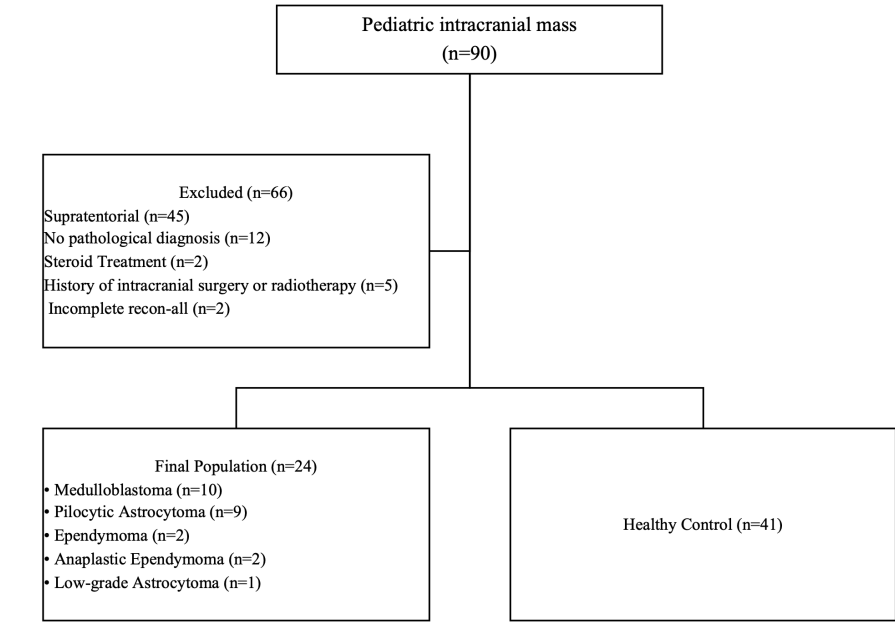 Pediatric intracranial mass
(n=90)
Excluded (n=66)
Supratentorial (n=45)
No pathological diagnosis (n=12)
Steroid Treatment (n=2)
History of intracranial surgery or radiotherapy (n=5)
Incomplete recon-all (n=2)
Final Population (n=24)
• Medulloblastoma (n=10)
• Pilocytic Astrocytoma (n=9)
• Ependymoma (n=2)
• Anaplastic Ependymoma (n=2)
• Low-grade Astrocytoma (n=1)
Healthy Control (n=41)